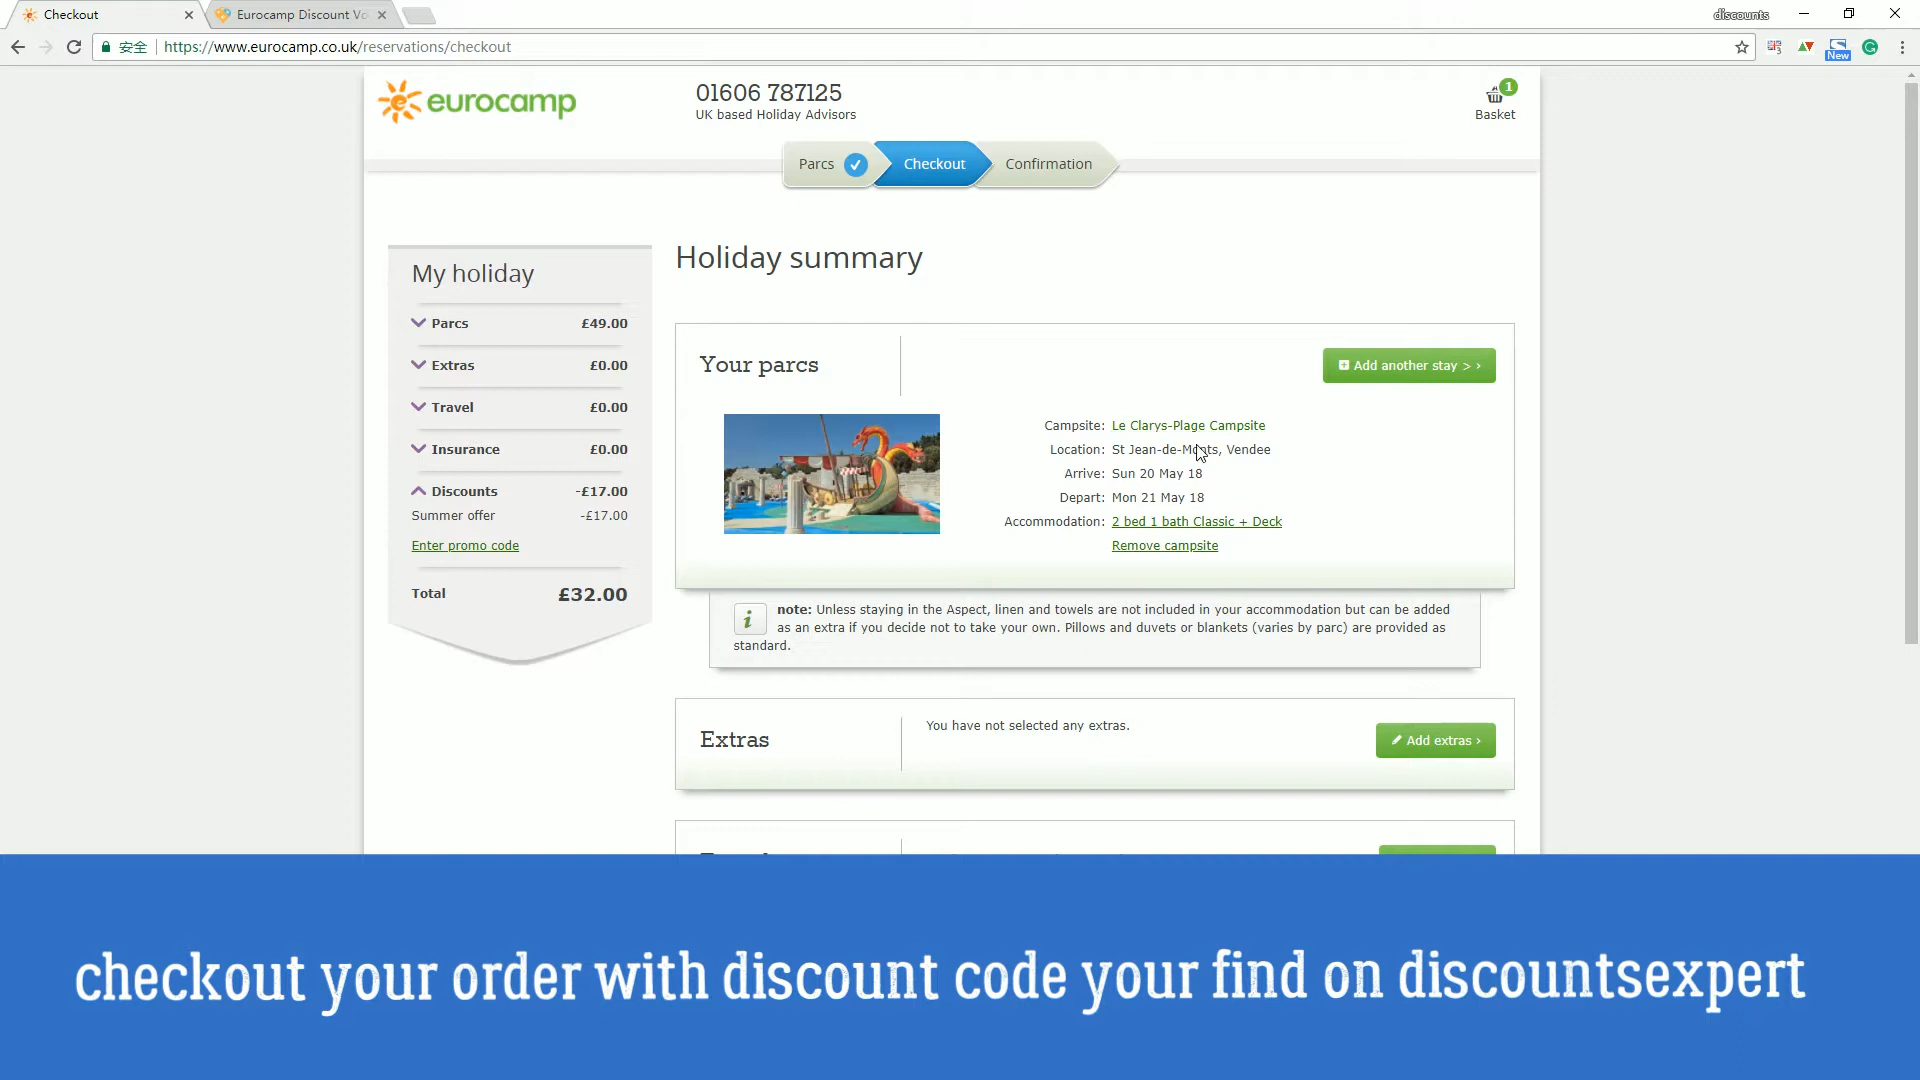 Checkout
Eurocamp Discount Vo
discounts
安全
https://www.eurocamp.co.uk/reservations/checkout
New
eurocamp
01606 787125
UK based Holiday Advisors
1
Basket
Parcs
Checkout
Confirmation
My holiday
Parcs £49.00
Extras £0.00
Travel £0.00
Insurance £0.00
Discounts -£17.00
Summer offer -£17.00
Enter promo code
Total £32.00
Holiday summary
Your parcs
Add another stay > ›
Campsite: Le Clarys-Plage Campsite
Location: St Jean-de-Monts, Vendee
Arrive: Sun 20 May 18
Depart: Mon 21 May 18
Accommodation: 2 bed 1 bath Classic + Deck
Remove campsite
note: Unless staying in the Aspect, linen and towels are not included in your accommodation but can be added
as an extra if you decide not to take your own. Pillows and duvets or blankets (varies by parc) are provided as
standard.
Extras
You have not selected any extras.
Add extras ›
checkout your order with discount code your find on discountsexpert